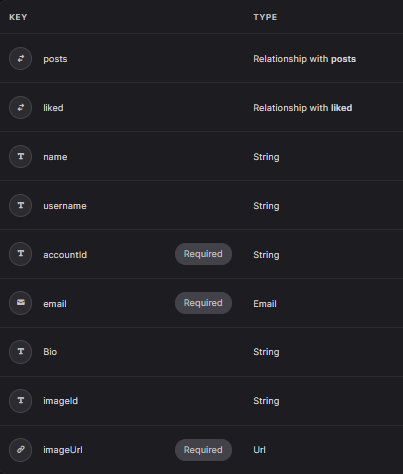 KEY TYPE
posts Relationship with posts
liked Relationship with liked
name String
username String
accountId Required String
email Required Email
Bio String
imageId String
imageUrl Required Url